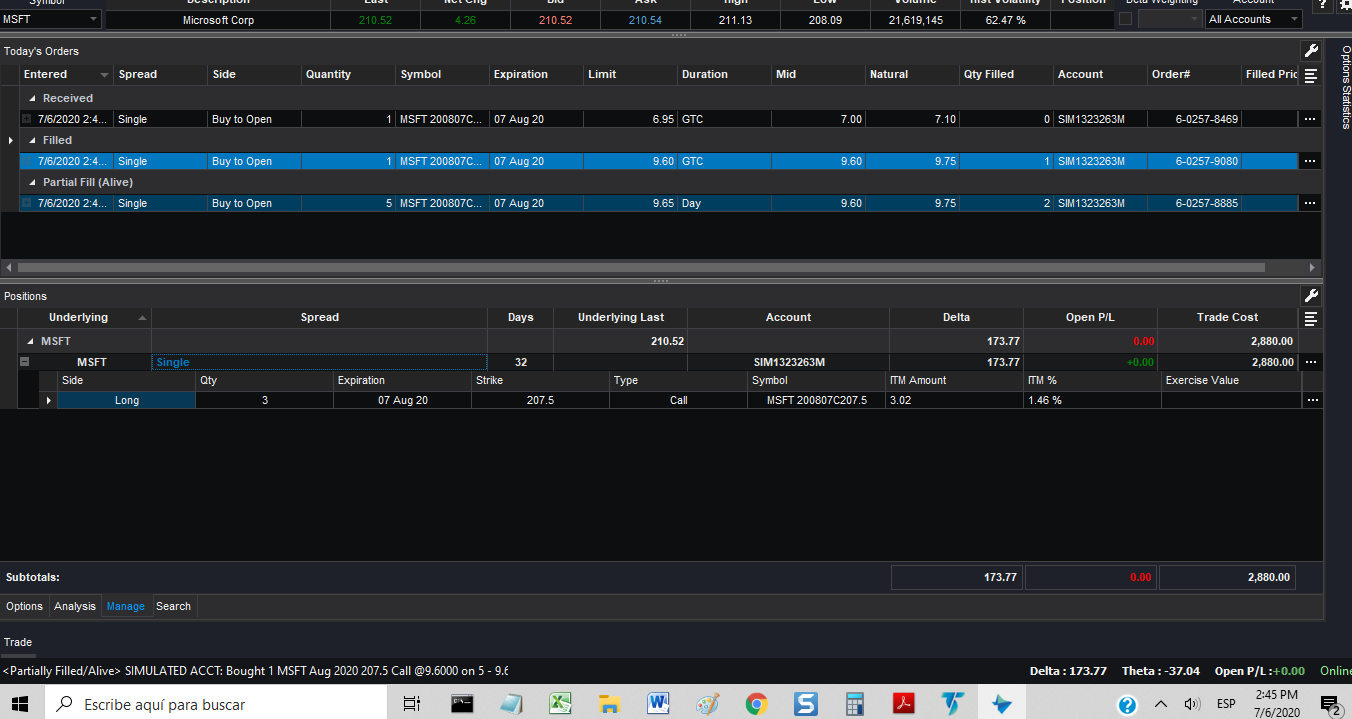 Symbol Description Last Net Chg Bid Ask High Low Volume Hist Volatility Position Beta Weighting Account
MSFT Microsoft Corp 210.52 4.26 210.52 210.54 211.13 208.09 21,619,145 62.47 % All Accounts
Today's Orders
Entered Spread Side Quantity Symbol Expiration Limit Duration Mid Natural Qty Filled Account Order# Filled Pric
Received
7/6/2020 2:4... Single Buy to Open 1 MSFT 200807C... 07 Aug 20 6.95 GTC 7.00 7.10 0 SIM1323263M 6-0257-8469 ...
Filled
7/6/2020 2:4... Single Buy to Open 1 MSFT 200807C... 07 Aug 20 9.60 GTC 9.60 9.75 1 SIM1323263M 6-0257-9080 ...
Partial Fill (Alive)
7/6/2020 2:4... Single Buy to Open 5 MSFT 200807C... 07 Aug 20 9.65 Day 9.60 9.75 2 SIM1323263M 6-0257-8885 ...
Options Statistics
Positions
Underlying Spread Days Underlying Last Account Delta Open P/L Trade Cost
MSFT 210.52 173.77 0.00 2,880.00
MSFT Single 32 SIM1323263M 173.77 +0.00 2,880.00 ...
Side Qty Expiration Strike Type Symbol ITM Amount ITM % Exercise Value
Long 3 07 Aug 20 207.5 Call MSFT 200807C207.5 3.02 1.46 % ...
Subtotals: 173.77 0.00 2,880.00
Options Analysis Manage Search
Trade
<Partially Filled/Alive> SIMULATED ACCT: Bought 1 MSFT Aug 2020 207.5 Call @9.6000 on 5 - 9.6 Delta : 173.77 Theta : -37.04 Open P/L :+0.00 Online
Escribe aquí para buscar ESP 2:45 PM
7/6/2020 2